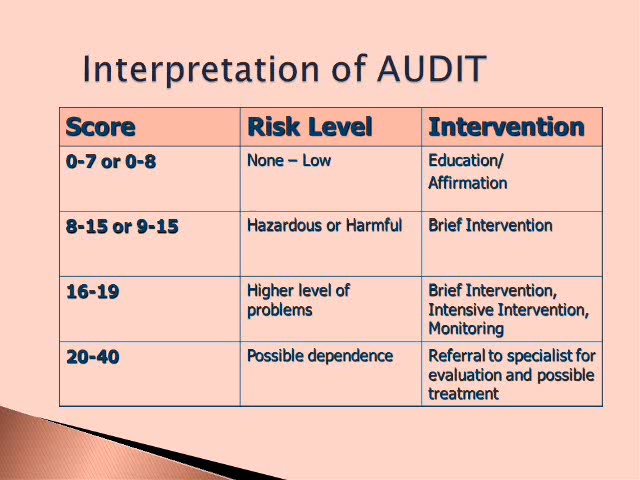 Interpretation of AUDIT
Score Risk Level Intervention
0-7 or 0-8 None – Low Education/
Affirmation
8-15 or 9-15 Hazardous or Harmful Brief Intervention
16-19 Higher level of Brief Intervention,
problems Intensive Intervention,
Monitoring
20-40 Possible dependence Referral to specialist for
evaluation and possible
treatment